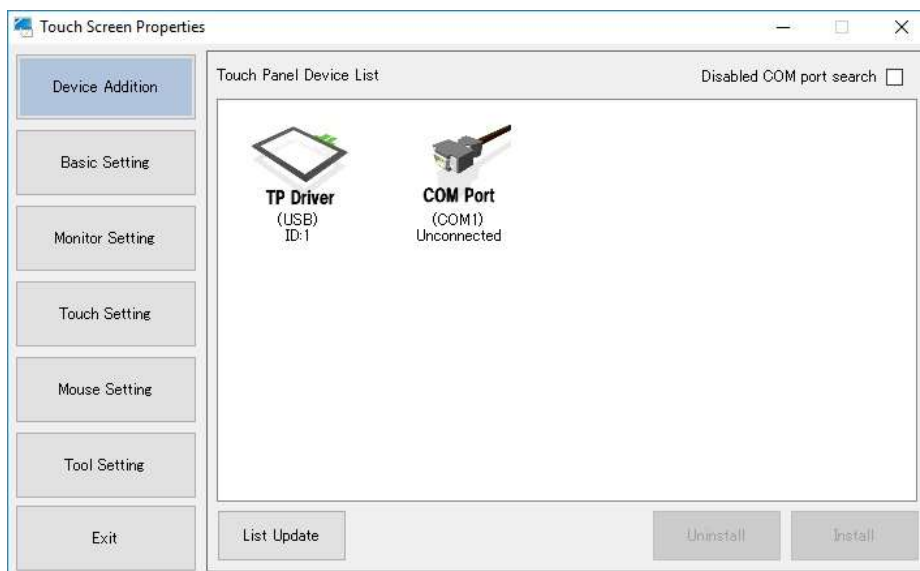 Touch Screen Properties
Device Addition
Basic Setting
Monitor Setting
Touch Setting
Mouse Setting
Tool Setting
Exit
Touch Panel Device List
Disabled COM port search
TP Driver
(USB)
ID:1
COM Port
(COM1)
Unconnected
List Update
Uninstall
Install